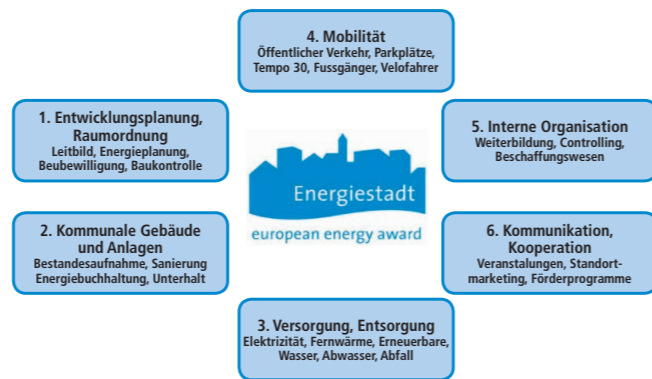 4. Mobilität
Öffentlicher Verkehr, Parkplätze,
Tempo 30, Fussgänger, Velofahrer
1. Entwicklungsplanung,
Raumordnung
Leitbild, Energieplanung,
Beubewilligung, Baukontrolle
5. Interne Organisation
Weiterbildung, Controlling,
Beschaffungswesen
Energiestadt
european energy award
2. Kommunale Gebäude
und Anlagen
Bestandesaufnahme, Sanierung
Energiebuchhaltung, Unterhalt
6. Kommunikation,
Kooperation
Veranstalungen, Standort-
marketing, Förderprogramme
3. Versorgung, Entsorgung
Elektrizität, Fernwärme, Erneuerbare,
Wasser, Abwasser, Abfall